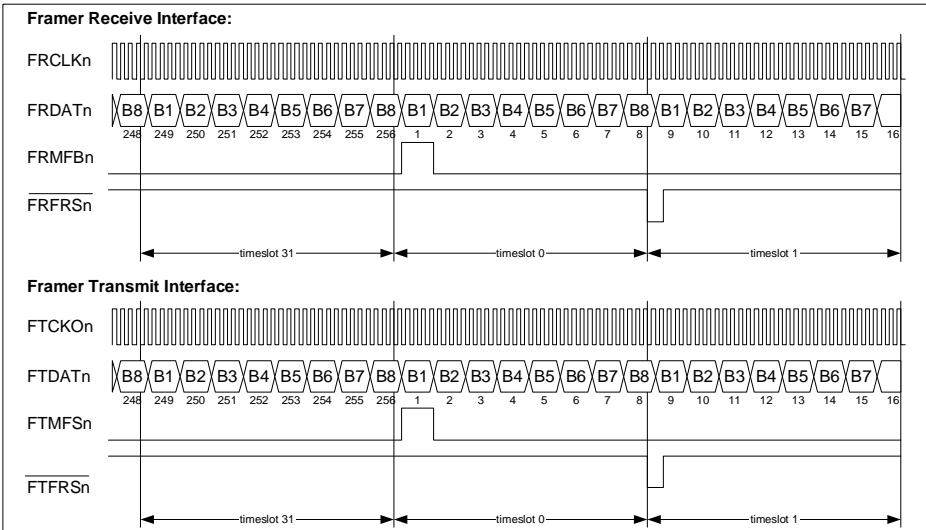 Framer Receive Interface:
FRCLKn
FRDATn B8 B1 B2 B3 B4 B5 B6 B7 B8 B1 B2 B3 B4 B5 B6 B7 B8 B1 B2 B3 B4 B5 B6 B7
248 249 250 251 252 253 254 255 256 1 2 3 4 5 6 7 8 9 10 11 12 13 14 15 16
FRMFBn
FRFRSn
timeslot 31 timeslot 0 timeslot 1
Framer Transmit Interface:
FTCKOn
FTDATn B8 B1 B2 B3 B4 B5 B6 B7 B8 B1 B2 B3 B4 B5 B6 B7 B8 B1 B2 B3 B4 B5 B6 B7
248 249 250 251 252 253 254 255 256 1 2 3 4 5 6 7 8 9 10 11 12 13 14 15 16
FTMFSn
FTFRSn
timeslot 31 timeslot 0 timeslot 1